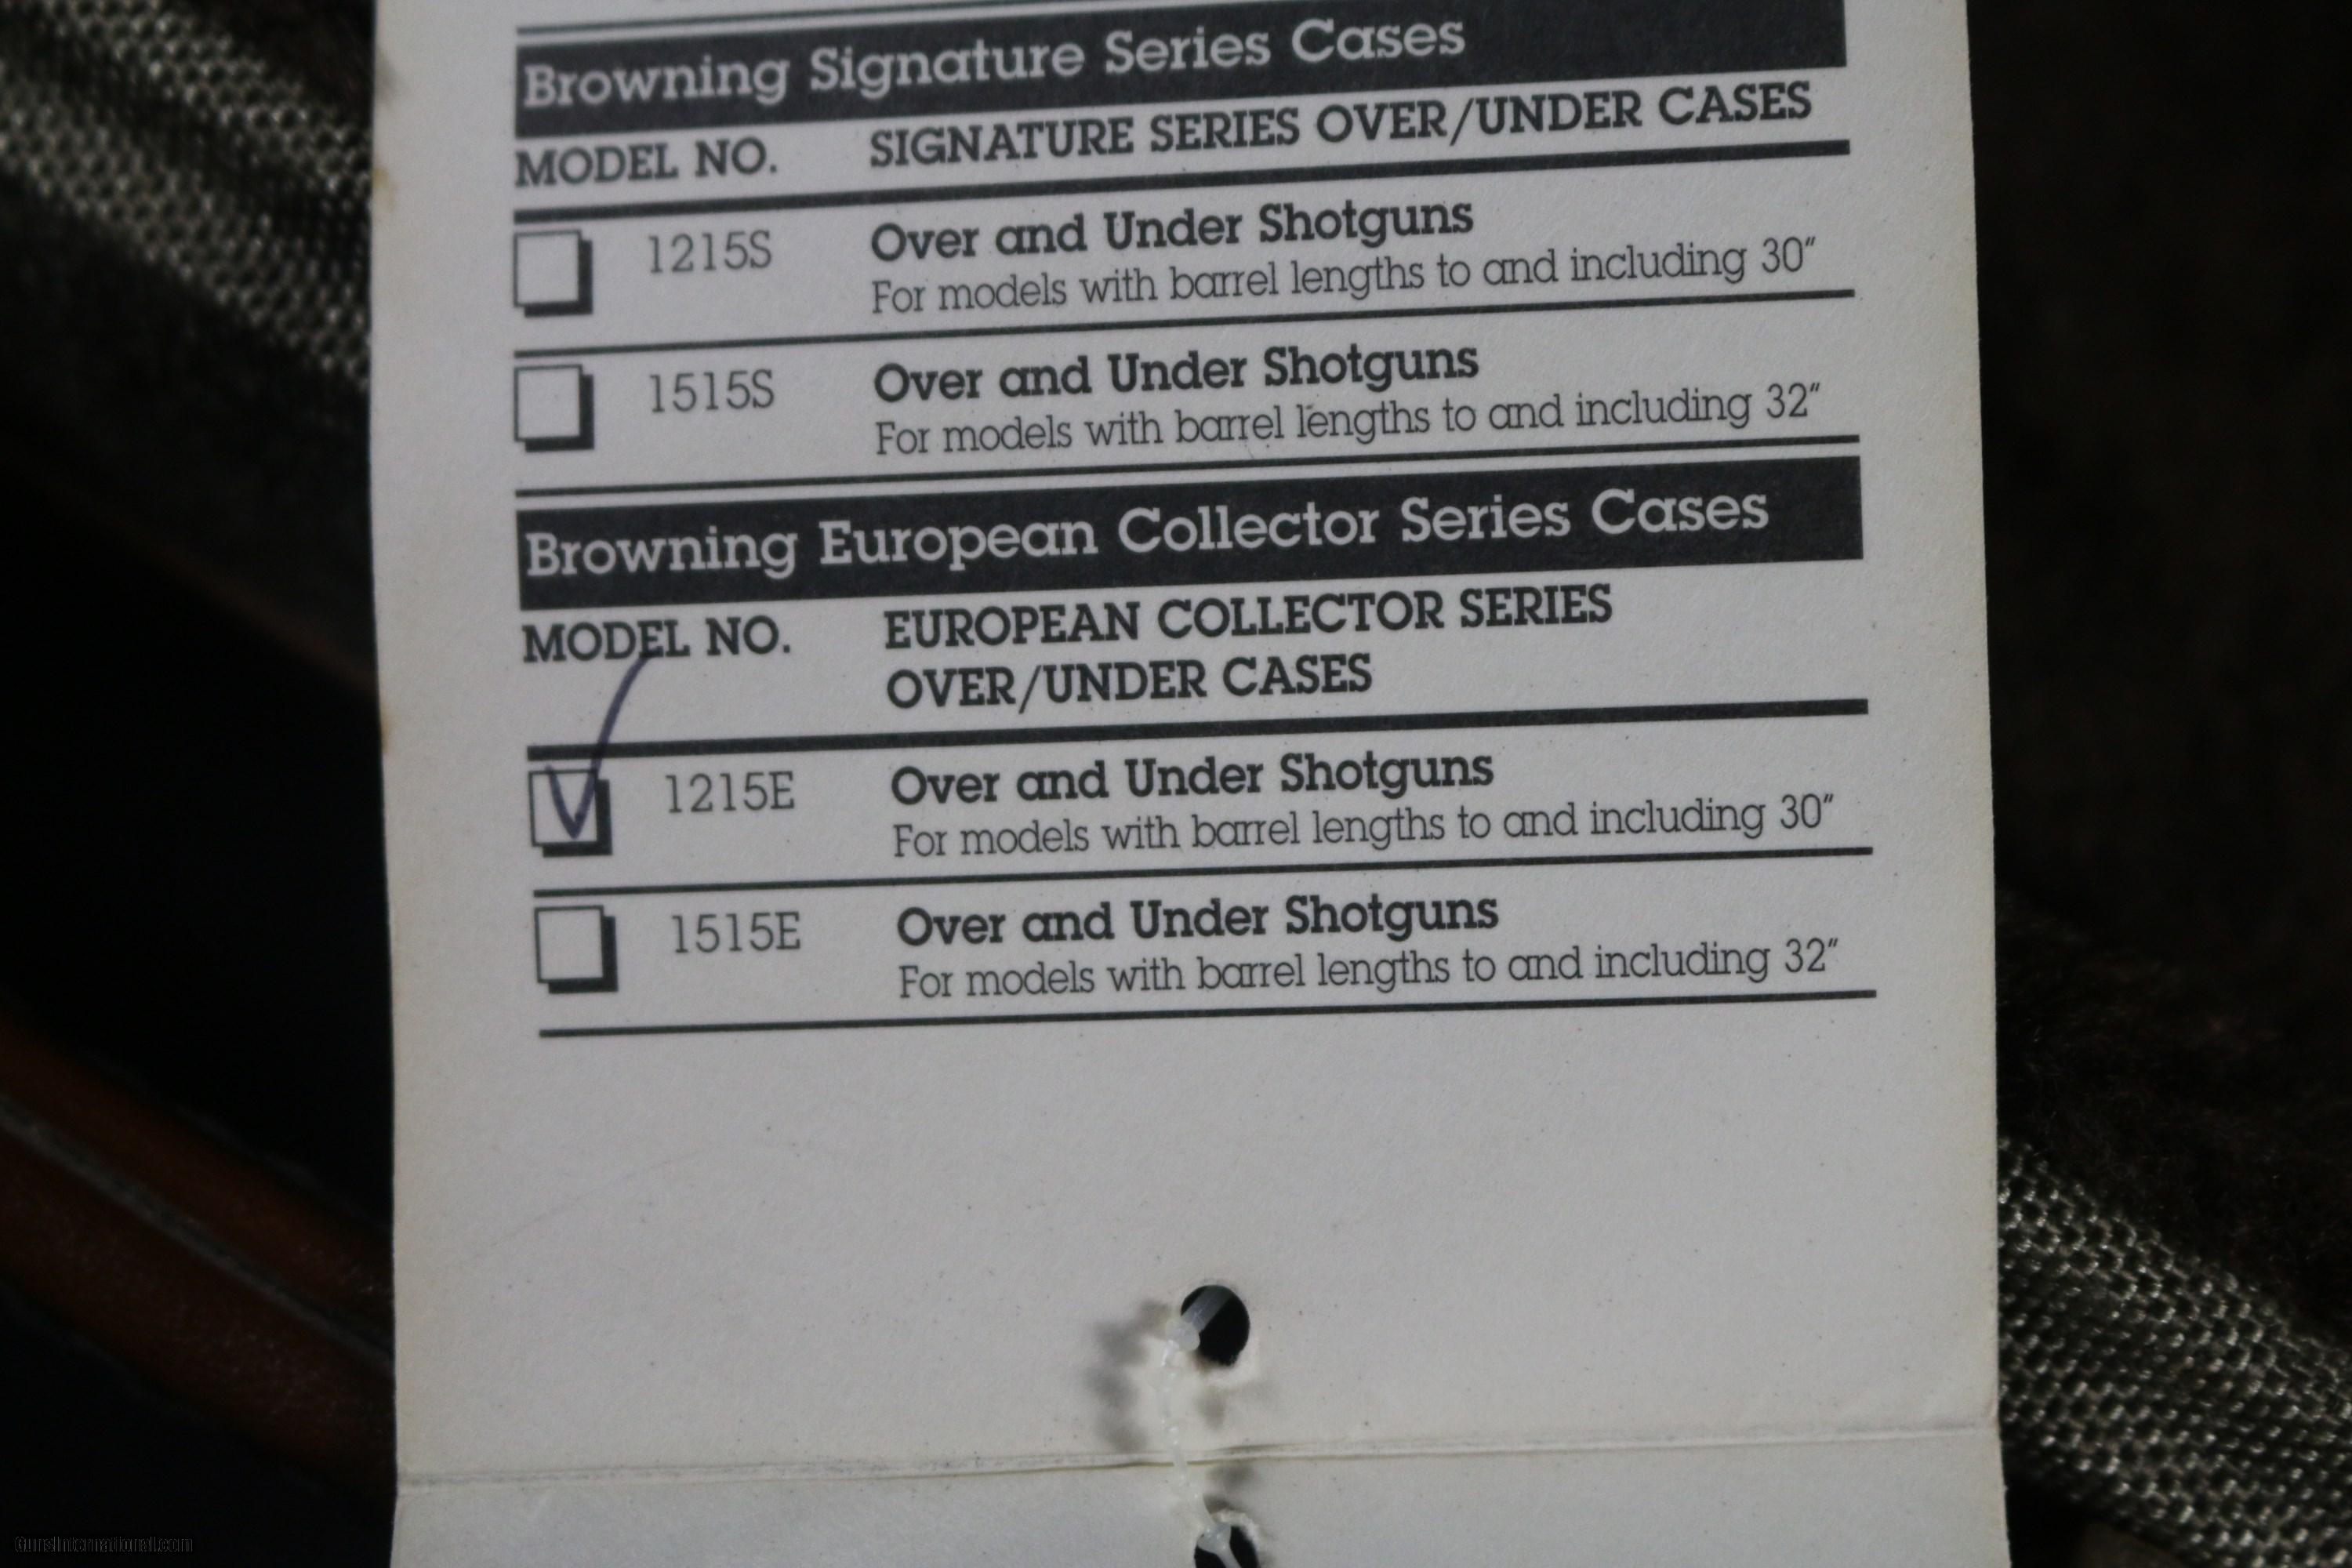 Browning Signature Series Cases
MODEL NO. SIGNATURE SERIES OVER/UNDER CASES
1215S Over and Under Shotguns
For models with barrel lengths to and including 30"
1515S Over and Under Shotguns
For models with barrel lengths to and including 32"
Browning European Collector Series Cases
MODEL NO. EUROPEAN COLLECTOR SERIES
OVER/UNDER CASES
1215E Over and Under Shotguns
For models with barrel lengths to and including 30"
1515E Over and Under Shotguns
For models with barrel lengths to and including 32"
GunsInternational.com